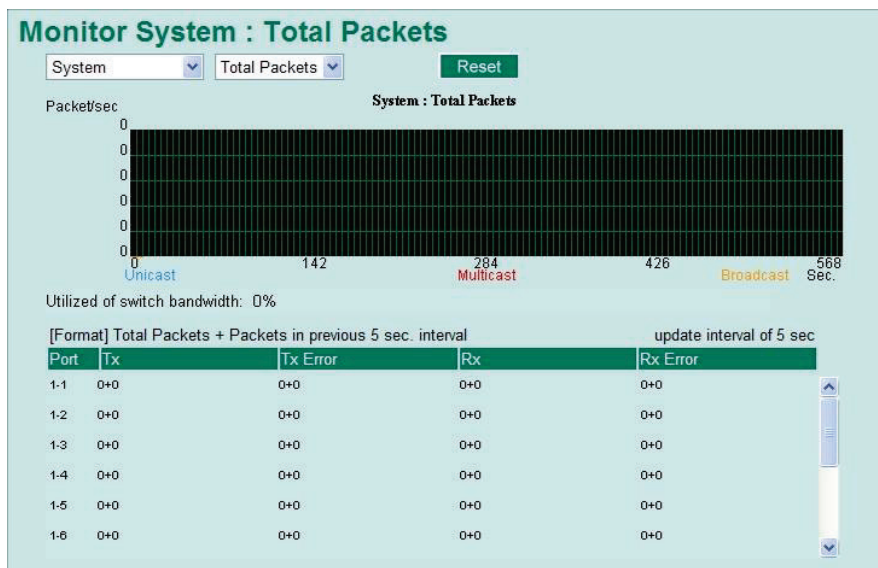 Monitor System : Total Packets
System Total Packets Reset
Packet/sec System : Total Packets
0
0
0
0
0
0
0 142 284 426 568
Unicast Multicast Broadcast Sec.
Utilized of switch bandwidth: 0%
[Format] Total Packets + Packets in previous 5 sec. interval update interval of 5 sec
Port Tx Tx Error Rx Rx Error
1-1 0+0 0+0 0+0 0+0
1-2 0+0 0+0 0+0 0+0
1-3 0+0 0+0 0+0 0+0
1-4 0+0 0+0 0+0 0+0
1-5 0+0 0+0 0+0 0+0
1-6 0+0 0+0 0+0 0+0